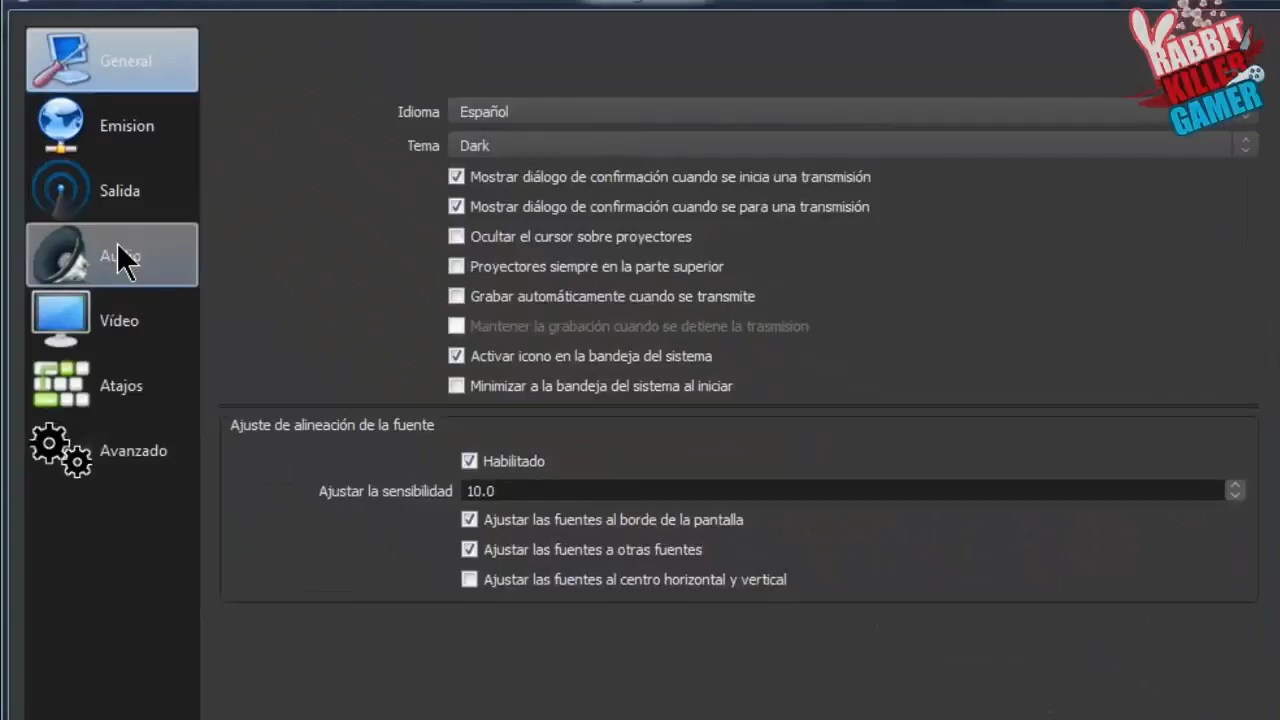 RABBIT
KILLER
GAMER
General
Emision
Salida
Audio
Vídeo
Atajos
Avanzado
Idioma Español
Tema Dark
Mostrar diálogo de confirmación cuando se inicia una transmisión
Mostrar diálogo de confirmación cuando se para una transmisión
Ocultar el cursor sobre proyectores
Proyectores siempre en la parte superior
Grabar automáticamente cuando se transmite
Mantener la grabación cuando se detiene la trasmision
Activar icono en la bandeja del sistema
Minimizar a la bandeja del sistema al iniciar
Ajuste de alineación de la fuente
Habilitado
Ajustar la sensibilidad 10.0
Ajustar las fuentes al borde de la pantalla
Ajustar las fuentes a otras fuentes
Ajustar las fuentes al centro horizontal y vertical